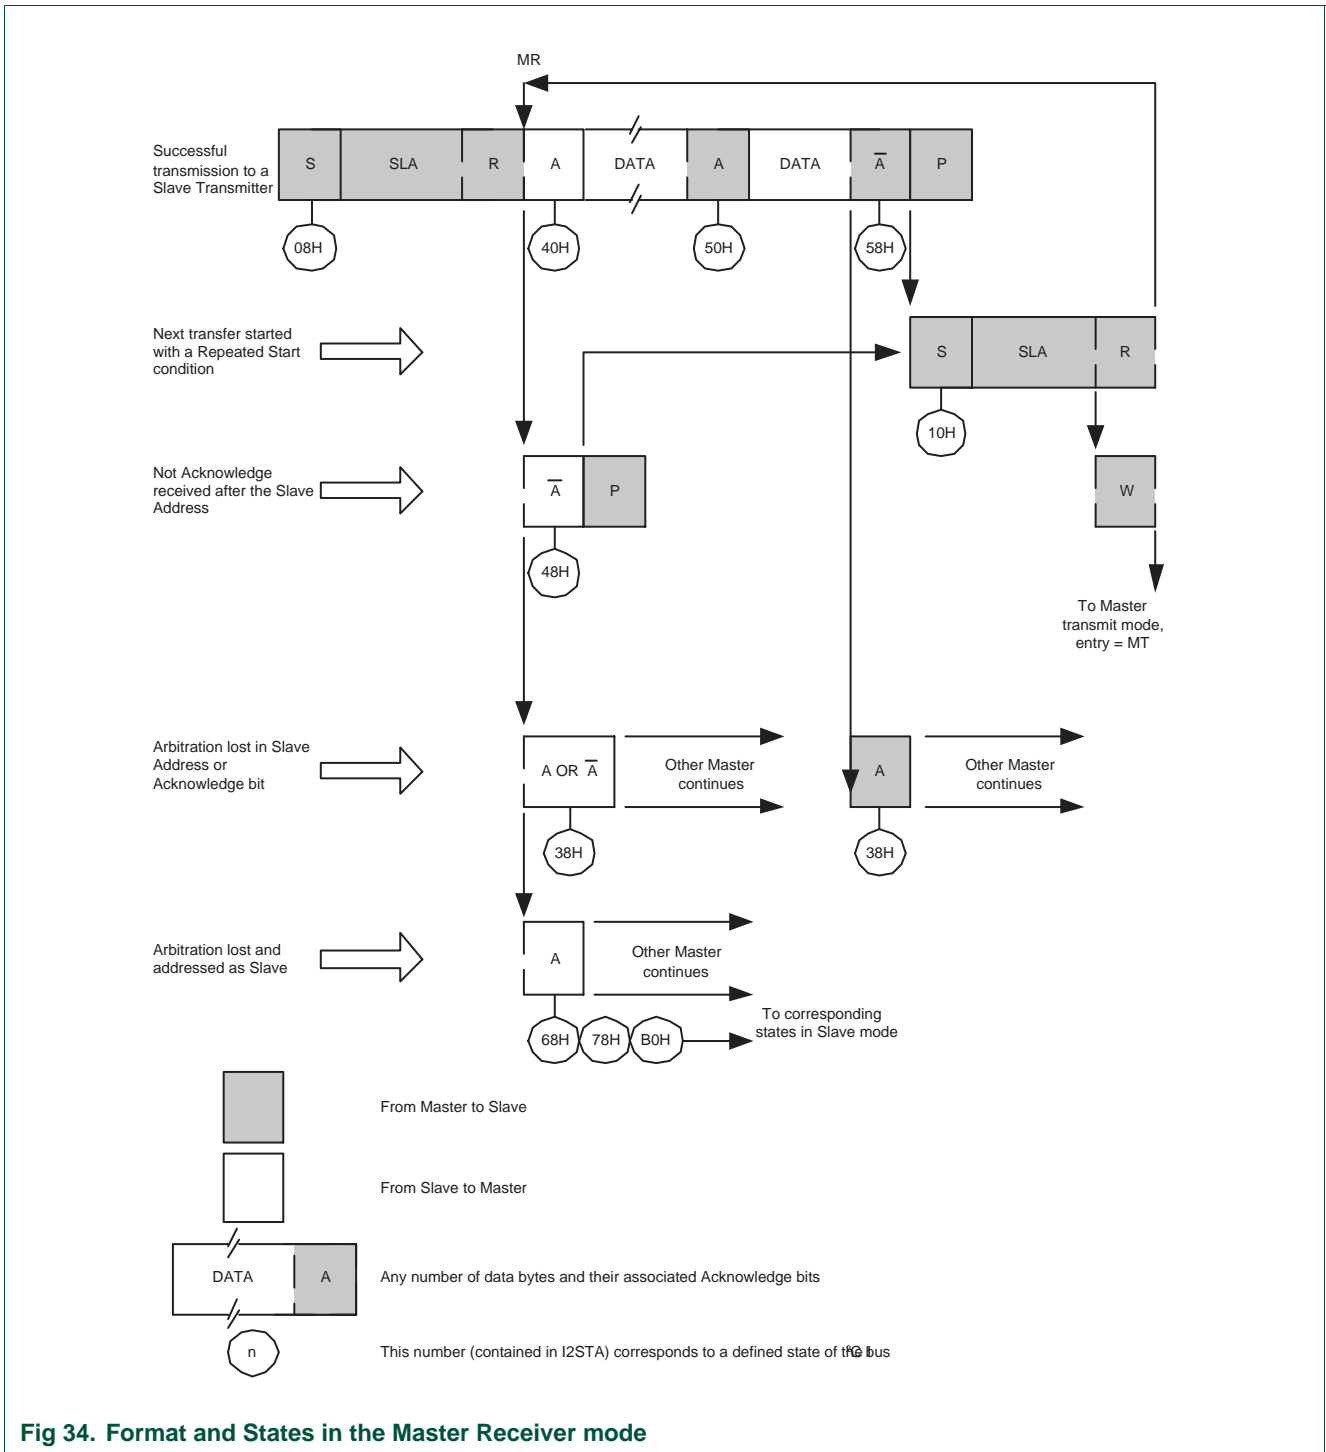 MR
Successful
transmission to a
Slave Transmitter
S SLA R A DATA A DATA A̅ P
08H 40H 50H 58H
Next transfer started
with a Repeated Start
condition
S SLA R
10H
Not Acknowledge
received after the Slave
Address
A̅ P
W
48H
To Master
transmit mode,
entry = MT
Arbitration lost in Slave
Address or
Acknowledge bit
A OR A̅
Other Master
continues
A
Other Master
continues
38H 38H
Arbitration lost and
addressed as Slave
A
Other Master
continues
68H 78H B0H
To corresponding
states in Slave mode
From Master to Slave
From Slave to Master
DATA A
Any number of data bytes and their associated Acknowledge bits
n
This number (contained in I2STA) corresponds to a defined state of bus
Fig 34. Format and States in the Master Receiver mode